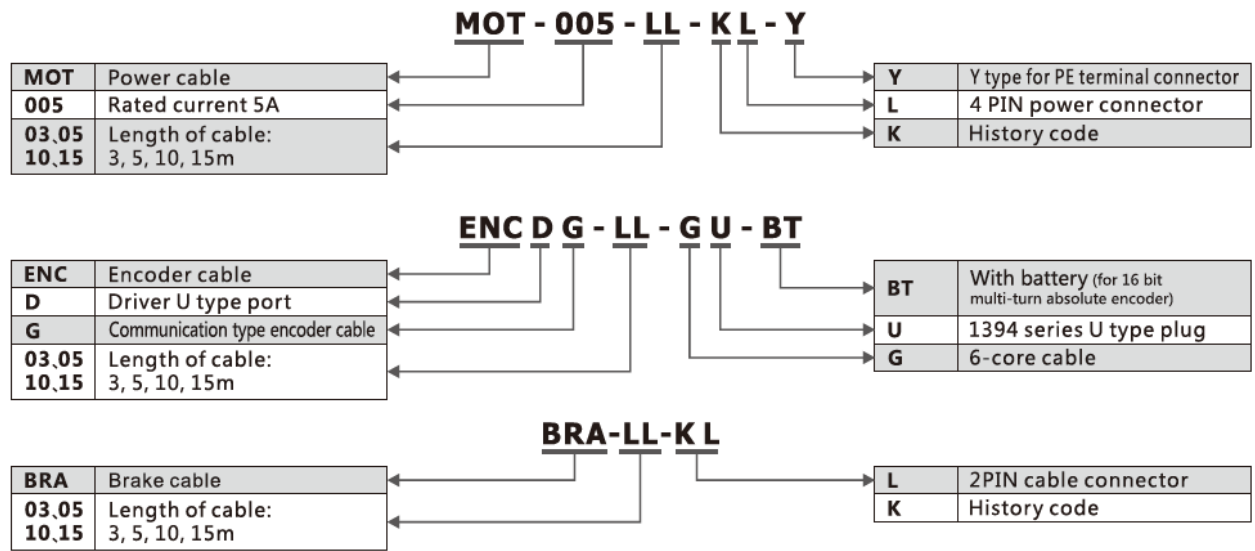 MOT - 005 - LL - K L - Y
MOT Power cable
005 Rated current 5A
03、05 Length of cable:
10、15 3, 5, 10, 15m
Y Y type for PE terminal connector
L 4 PIN power connector
K History code
ENC D G - LL - G U - BT
ENC Encoder cable
D Driver U type port
G Communication type encoder cable
03、05 Length of cable:
10、15 3, 5, 10, 15m
BT With battery (for 16 bit
multi-turn absolute encoder)
U 1394 series U type plug
G 6-core cable
BRA-LL-K L
BRA Brake cable
03、05 Length of cable:
10、15 3, 5, 10, 15m
L 2PIN cable connector
K History code